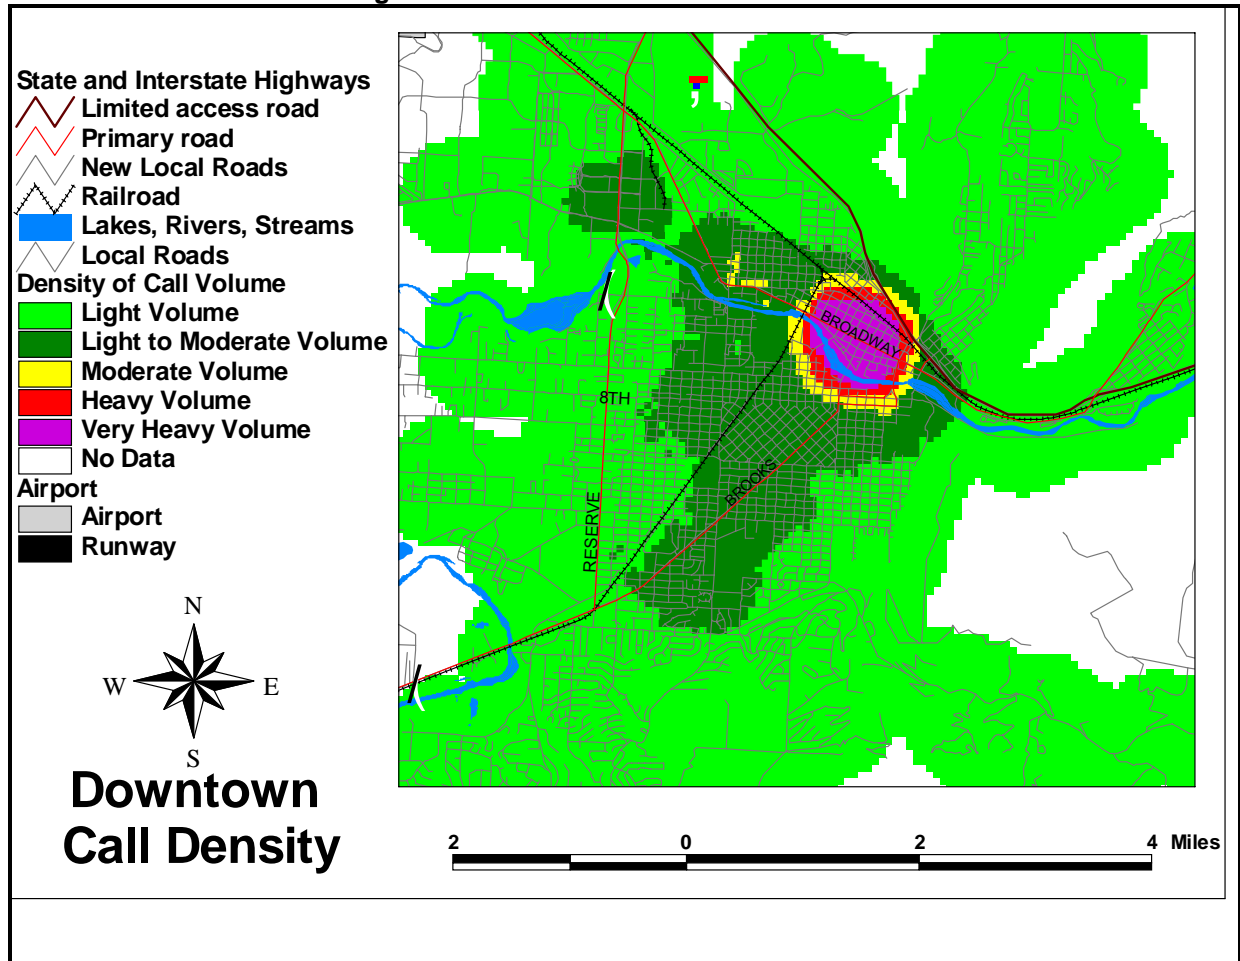 State and Interstate Highways
Limited access road
Primary road
New Local Roads
Railroad
Lakes, Rivers, Streams
Local Roads
Density of Call Volume
Light Volume
Light to Moderate Volume
Moderate Volume
Heavy Volume
Very Heavy Volume
No Data
Airport
Airport
Runway
N
W E
S
Downtown
Call Density
BROADWAY
8TH
BROOKS
RESERVE
2 0 2 4 Miles